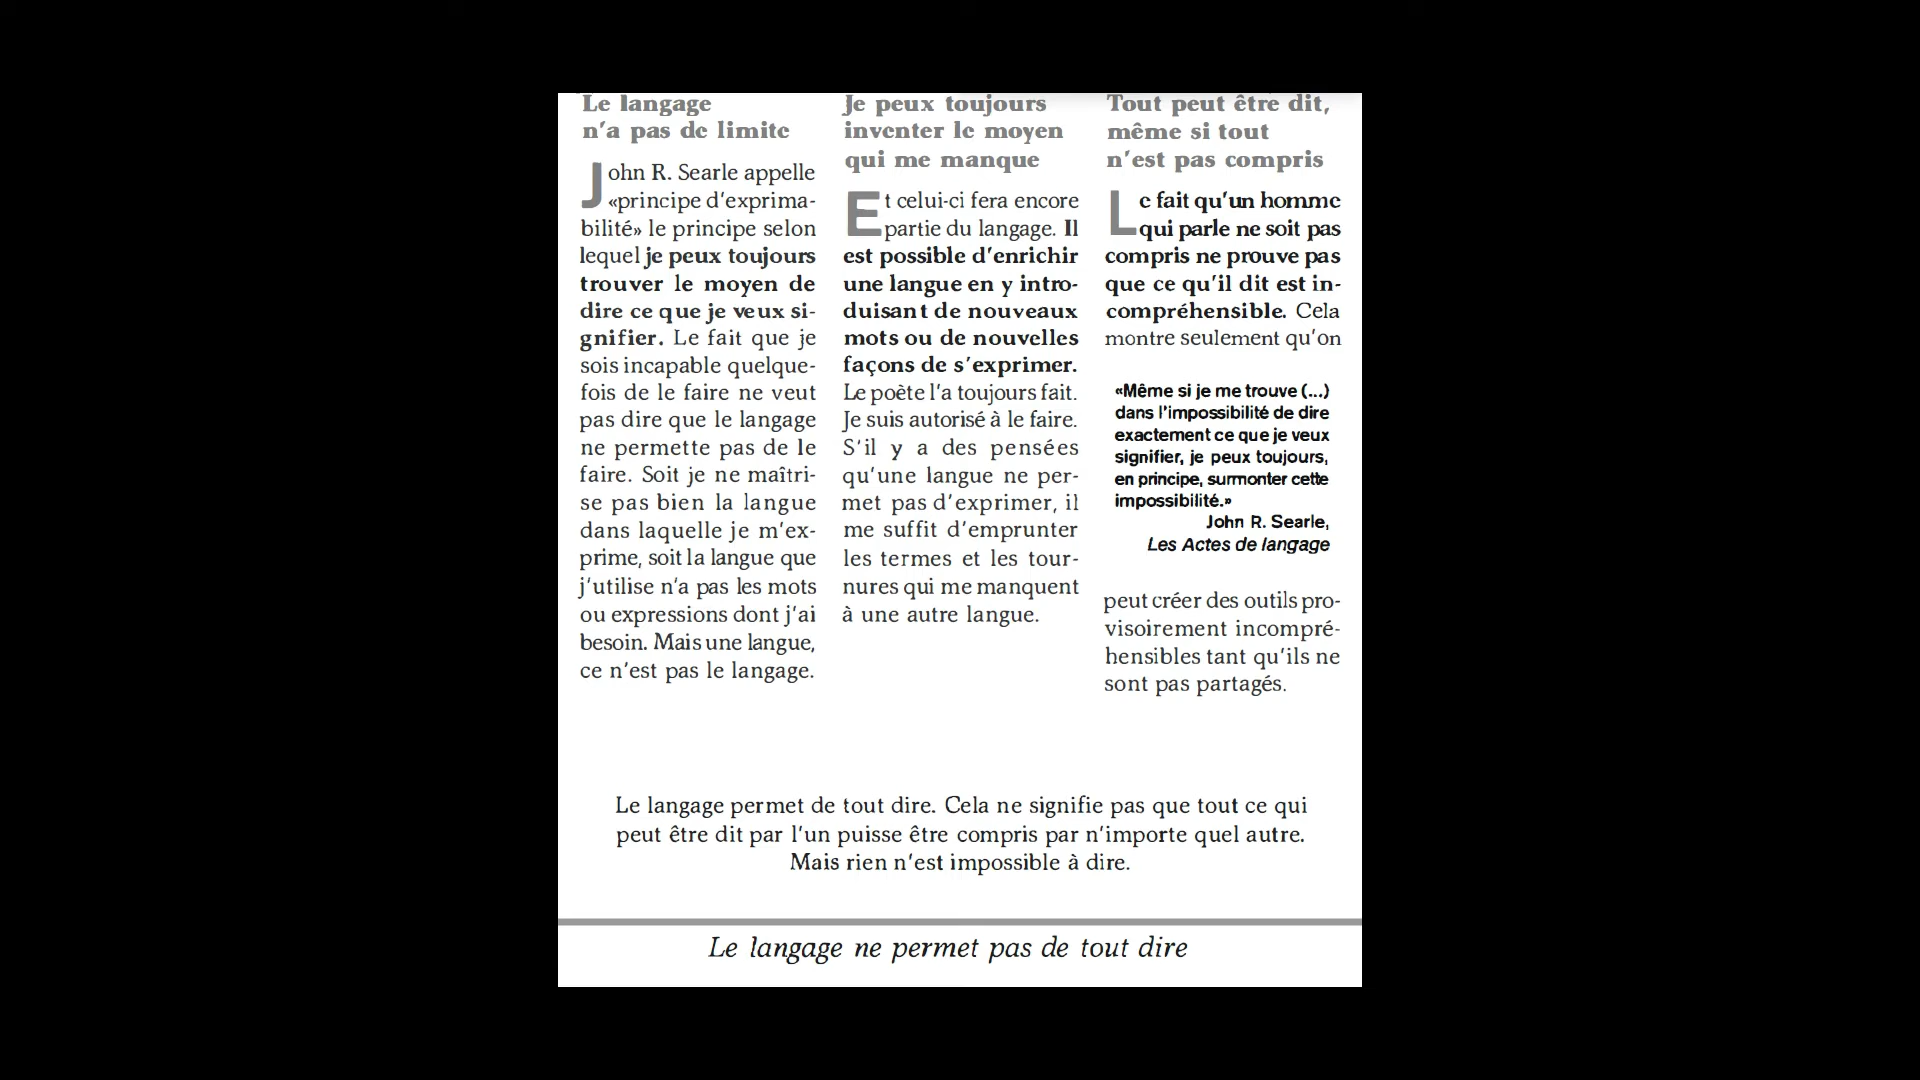 Le langage
n'a pas de limite
John R. Searle appelle
«principe d'exprima-
bilité» le principe selon
lequel je peux toujours
trouver le moyen de
dire ce que je veux si-
gnifier. Le fait que je
sois incapable quelque-
fois de le faire ne veut
pas dire que le langage
ne permette pas de le
faire. Soit je ne maîtri-
se pas bien la langue
dans laquelle je m'ex-
prime, soit la langue que
j'utilise n'a pas les mots
ou expressions dont j'ai
besoin. Mais une langue,
ce n'est pas le langage.
Je peux toujours
inventer le moyen
qui me manque
Et celui-ci fera encore
partie du langage. Il
est possible d'enrichir
une langue en y intro-
duisant de nouveaux
mots ou de nouvelles
façons de s'exprimer.
Le poète l'a toujours fait.
Je suis autorisé à le faire.
S'il y a des pensées
qu'une langue ne per-
met pas d'exprimer, il
me suffit d'emprunter
les termes et les tour-
nures qui me manquent
à une autre langue.
Tout peut être dit,
même si tout
n'est pas compris
Le fait qu'un homme
qui parle ne soit pas
compris ne prouve pas
que ce qu'il dit est in-
compréhensible. Cela
montre seulement qu'on
«Même si je me trouve (...)
dans l'impossibilité de dire
exactement ce que je veux
signifier, je peux toujours,
en principe, surmonter cette
impossibilité.»
John R. Searle,
Les Actes de langage
peut créer des outils pro-
visoirement incompré-
hensibles tant qu'ils ne
sont pas partagés.
Le langage permet de tout dire. Cela ne signifie pas que tout ce qui
peut être dit par l'un puisse être compris par n'importe quel autre.
Mais rien n'est impossible à dire.
Le langage ne permet pas de tout dire